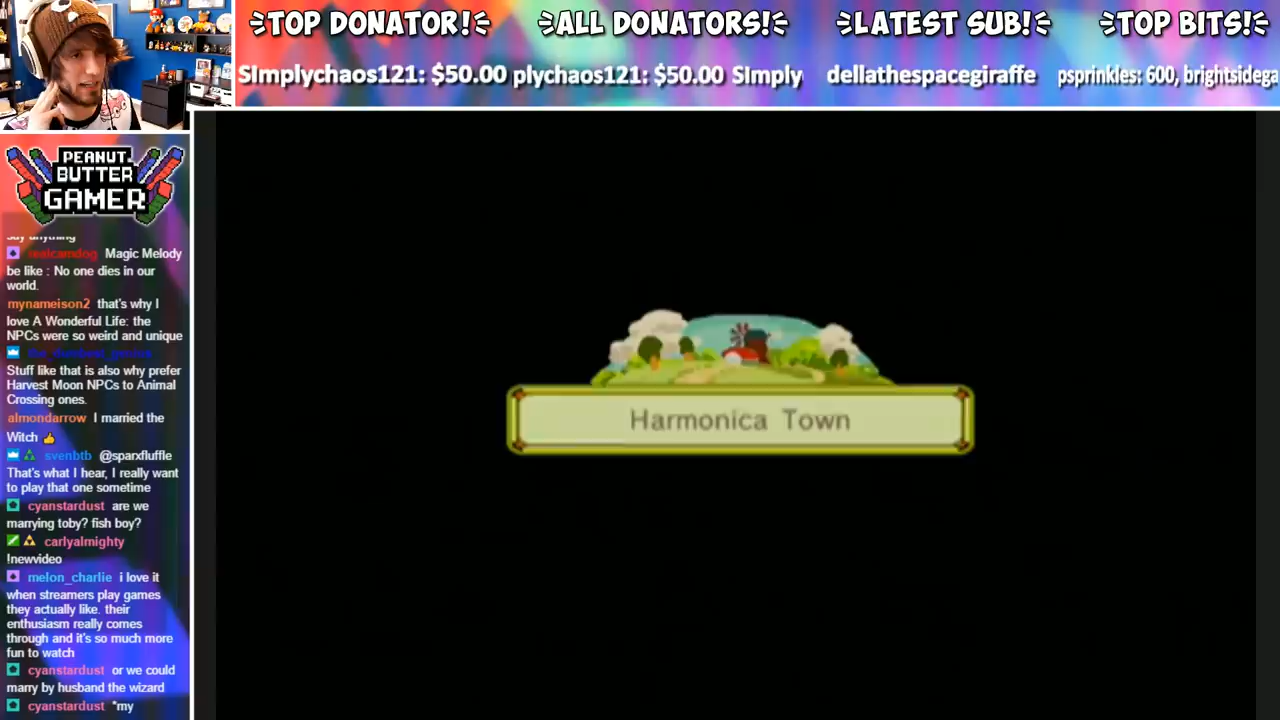 TOP DONATOR! ALL DONATORS! LATEST SUB! TOP BITS!
SImplychaos121: $50.00 plychaos121: $50.00 SImply dellathespacegiraffe psprinkles: 600, brightsidega
PEANUT
BUTTER
GAMER
say anything
realcamdog Magic Melody
be like : No one dies in our
world.
mynameison2 that's why I
love A Wonderful Life: the
NPCs were so weird and unique
Stuff like that is also why prefer
Harvest Moon NPCs to Animal
Crossing ones.
almondarrow I married the
Witch 👍
svenbtb @sparxfluffle
That's what I hear, I really want
to play that one sometime
cyanstardust are we
marrying toby? fish boy?
carlyalmighty
!newvideo
melon_charlie i love it
when streamers play games
they actually like. their
enthusiasm really comes
through and it's so much more
fun to watch
cyanstardust or we could
marry by husband the wizard
cyanstardust *my
Harmonica Town